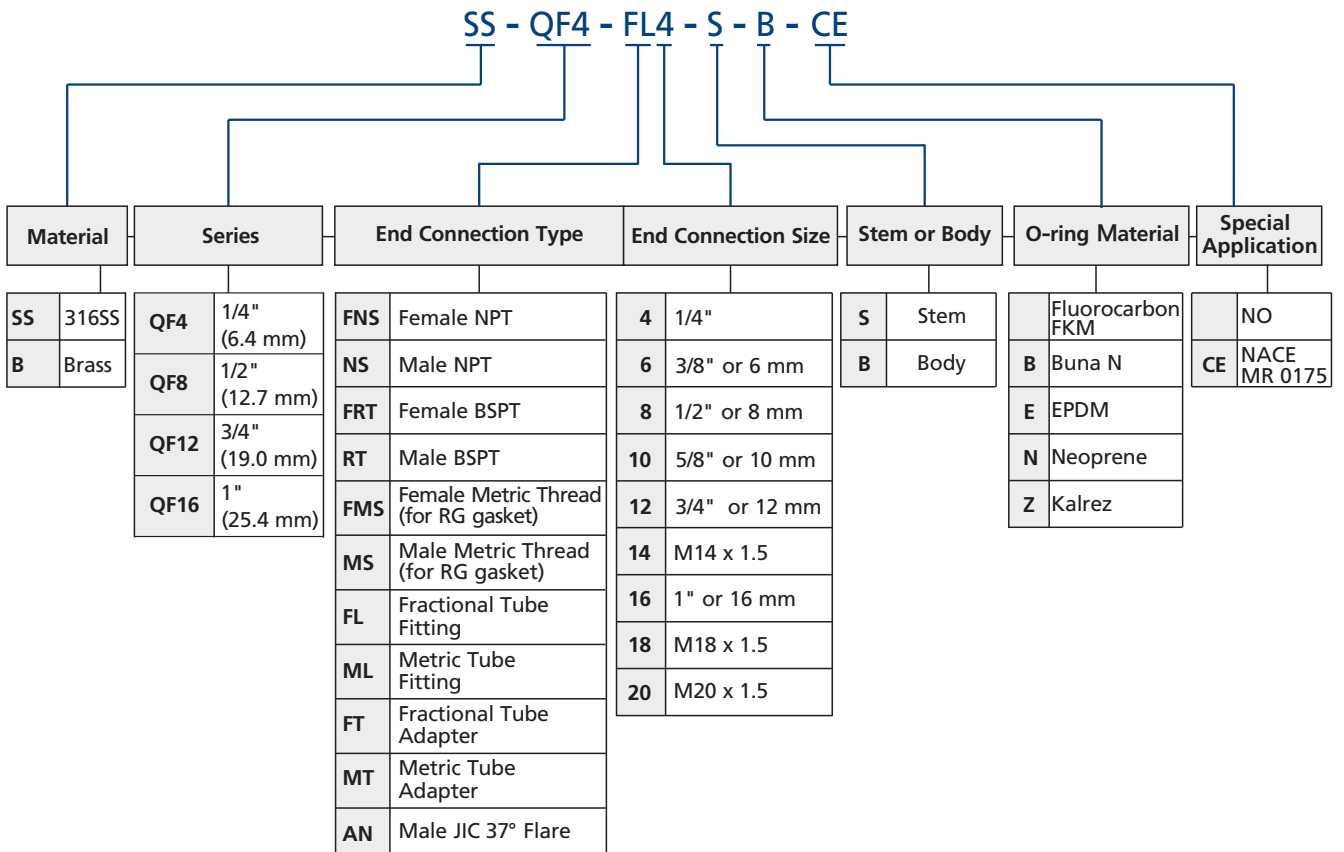 SS - QF4 - FL4 - S - B - CE
Material
Series
End Connection Type
End Connection Size
Stem or Body
O-ring Material
Special
Application
SS 316SS
B Brass
QF4 1/4"
(6.4 mm)
QF8 1/2"
(12.7 mm)
QF12 3/4"
(19.0 mm)
QF16 1"
(25.4 mm)
FNS Female NPT
NS Male NPT
FRT Female BSPT
RT Male BSPT
FMS Female Metric Thread
(for RG gasket)
MS Male Metric Thread
(for RG gasket)
FL Fractional Tube
Fitting
ML Metric Tube
Fitting
FT Fractional Tube
Adapter
MT Metric Tube
Adapter
AN Male JIC 37° Flare
4 1/4"
6 3/8" or 6 mm
8 1/2" or 8 mm
10 5/8" or 10 mm
12 3/4" or 12 mm
14 M14 x 1.5
16 1" or 16 mm
18 M18 x 1.5
20 M20 x 1.5
S Stem
B Body
Fluorocarbon
FKM
B Buna N
E EPDM
N Neoprene
Z Kalrez
NO
CE NACE
MR 0175